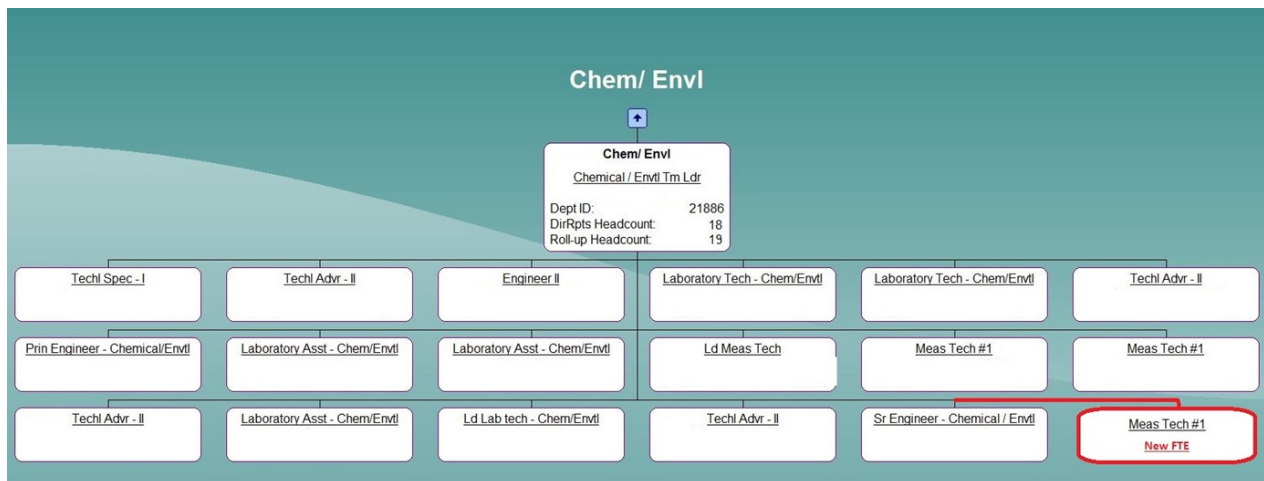 Chem/ Envl
Chem/ Envl
Chemical / Envtl Tm Ldr
Dept ID: 21886
DirRpts Headcount: 18
Roll-up Headcount: 19
Techl Spec - I
Techl Advr - II
Engineer II
Laboratory Tech - Chem/Envtl
Laboratory Tech - Chem/Envtl
Techl Advr - II
Prin Engineer - Chemical/Envtl
Laboratory Asst - Chem/Envtl
Laboratory Asst - Chem/Envtl
Ld Meas Tech
Meas Tech #1
Meas Tech #1
Techl Advr - II
Laboratory Asst - Chem/Envtl
Ld Lab tech - Chem/Envtl
Techl Advr - II
Sr Engineer - Chemical / Envtl
Meas Tech #1
New FTE